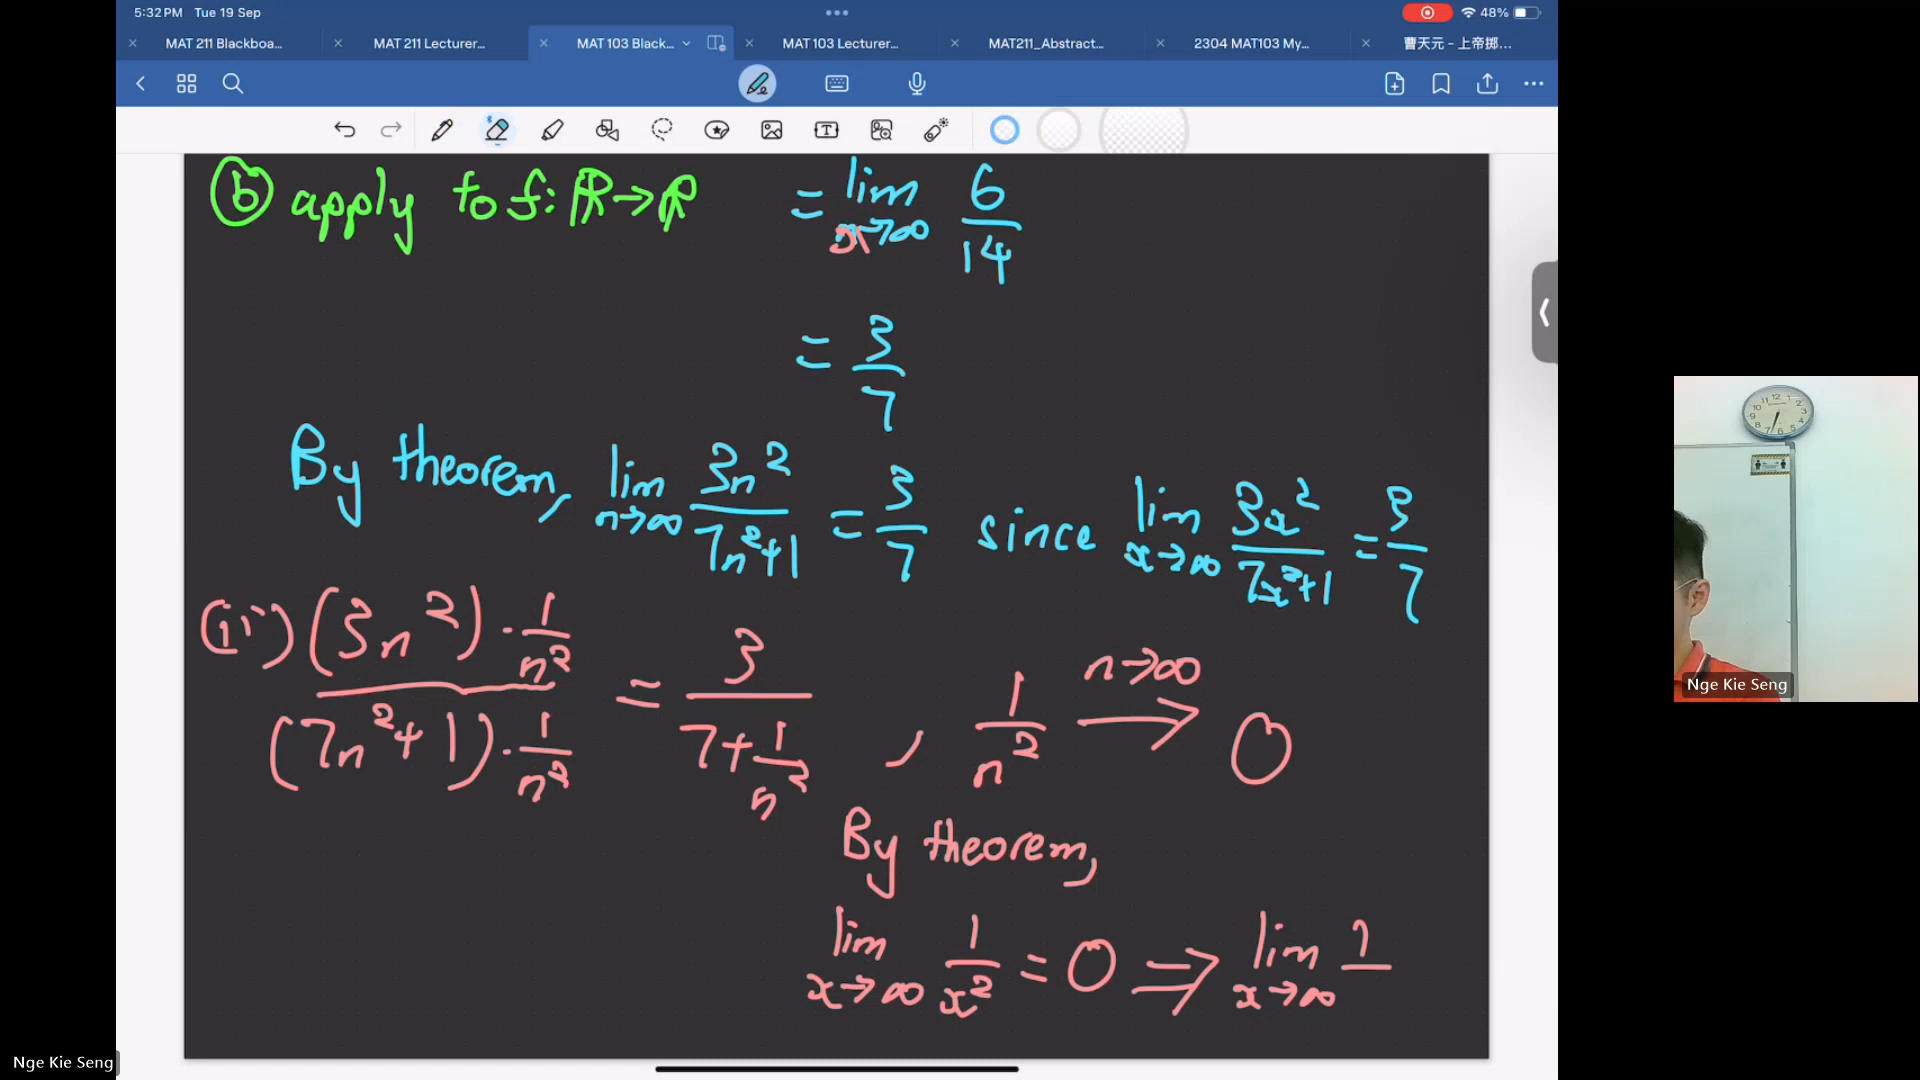 5:32 PM Tue 19 Sep
48%
MAT 211 Blackboa...
MAT 211 Lecturer...
MAT 103 Black...
MAT 103 Lecturer...
MAT211_Abstract...
2304 MAT103 My...
曹天元 - 上帝掷...
ⓑ apply to f: ℝ→ℝ
= lim x→∞ 6/14
= 3/7
By theorem, lim n→∞ 3n²/(7n²+1) = 3/7 since lim x→∞ 3x²/(7x²+1) = 3/7
(ii) (3n²)·1/n² / (7n²+1)·1/n² = 3/(7+1/n²) , 1/n² n→∞ → 0
By theorem,
lim x→∞ 1/x² = 0 ⇒ lim x→∞ 1
Nge Kie Seng
Nge Kie Seng